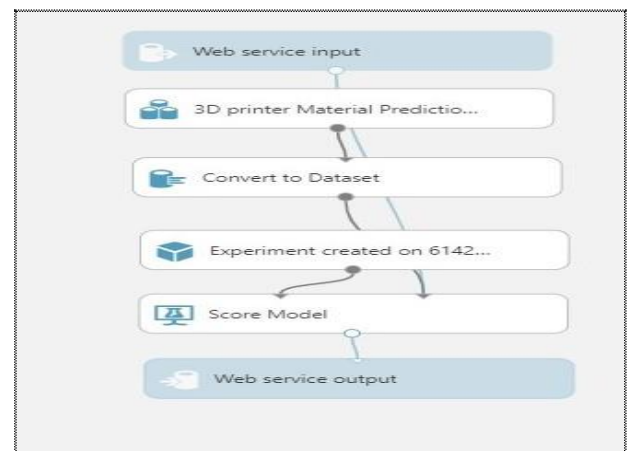 Web service input
3D printer Material Predictio...
Convert to Dataset
Experiment created on 6142...
Score Model
Web service output